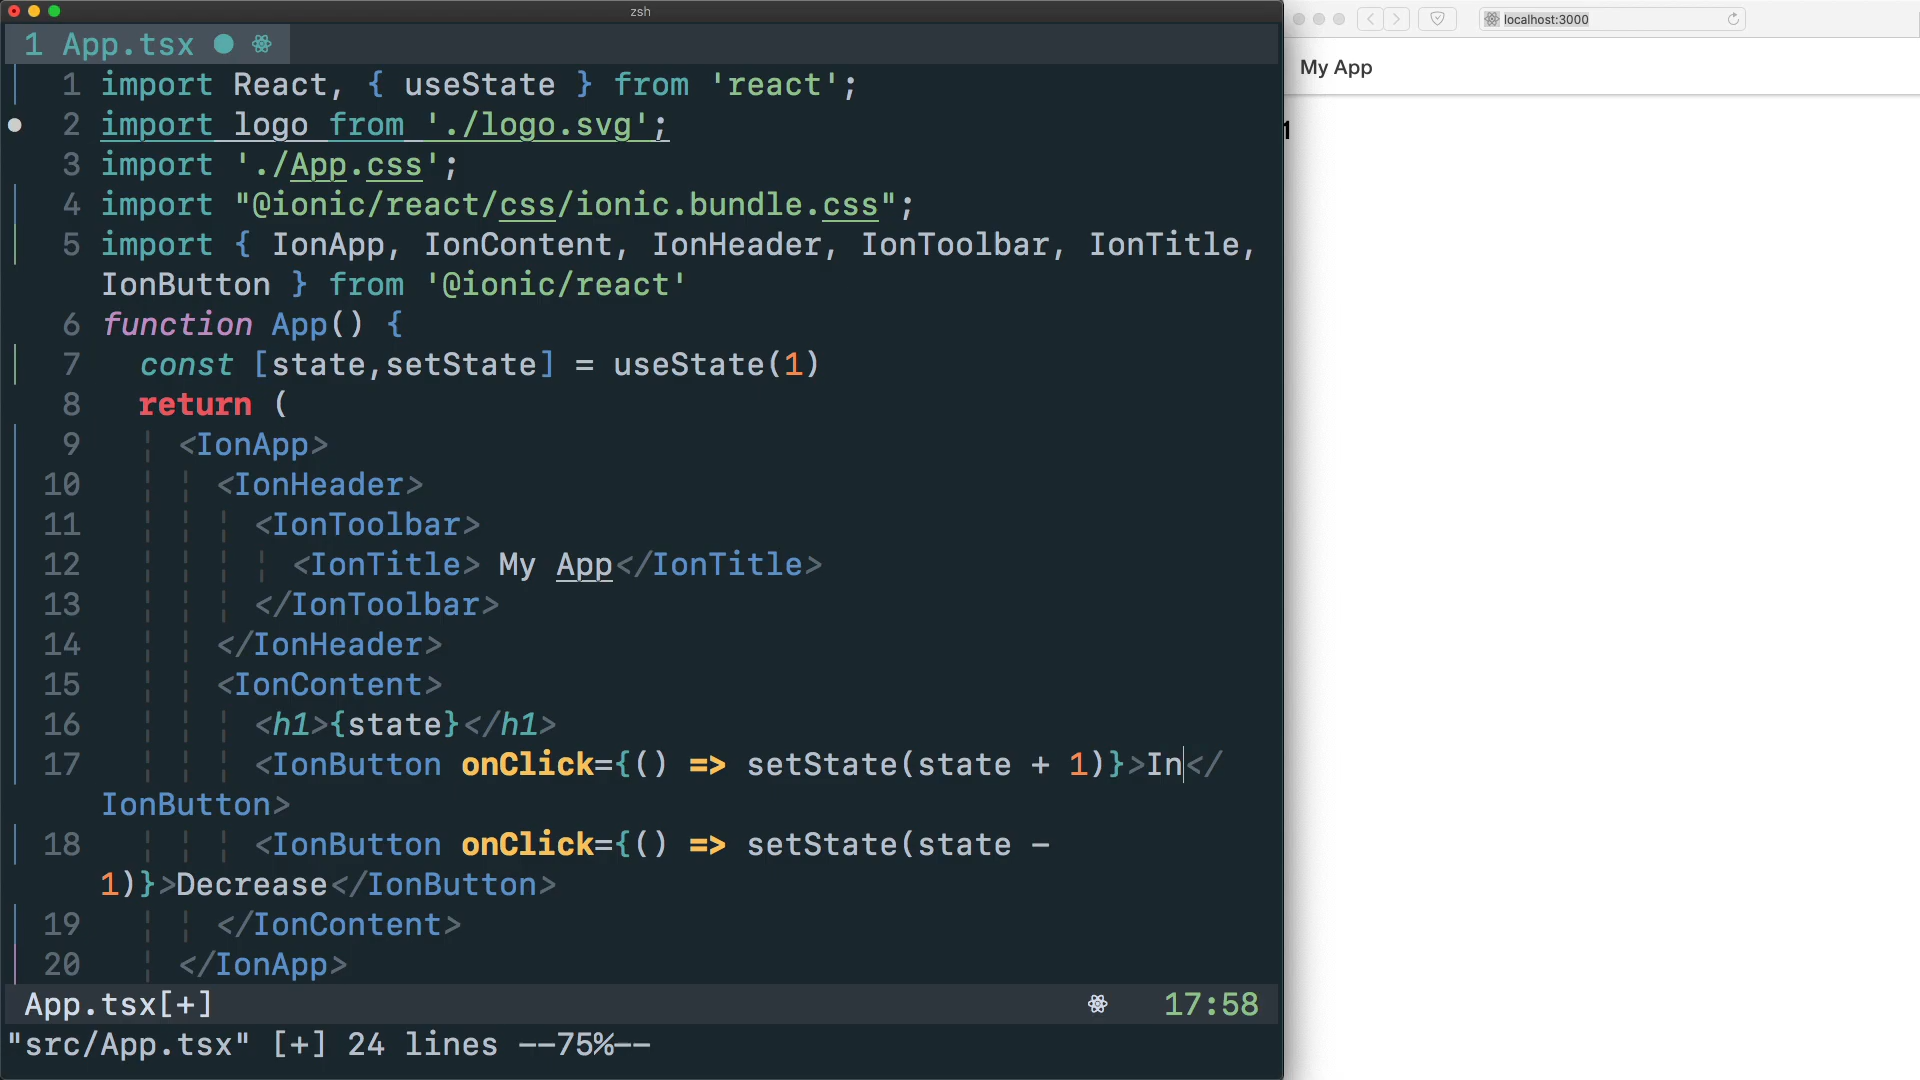 zsh
1 App.tsx
1 import React, { useState } from 'react';
2 import logo from './logo.svg';
3 import './App.css';
4 import "@ionic/react/css/ionic.bundle.css";
5 import { IonApp, IonContent, IonHeader, IonToolbar, IonTitle,
IonButton } from '@ionic/react'
6 function App() {
7 const [state,setState] = useState(1)
8 return (
9 <IonApp>
10 <IonHeader>
11 <IonToolbar>
12 <IonTitle> My App</IonTitle>
13 </IonToolbar>
14 </IonHeader>
15 <IonContent>
16 <h1>{state}</h1>
17 <IonButton onClick={() => setState(state + 1)}>In</
IonButton>
18 <IonButton onClick={() => setState(state -
1)}>Decrease</IonButton>
19 </IonContent>
20 </IonApp>
App.tsx[+] 17:58
"src/App.tsx" [+] 24 lines --75%--
localhost:3000
My App
1